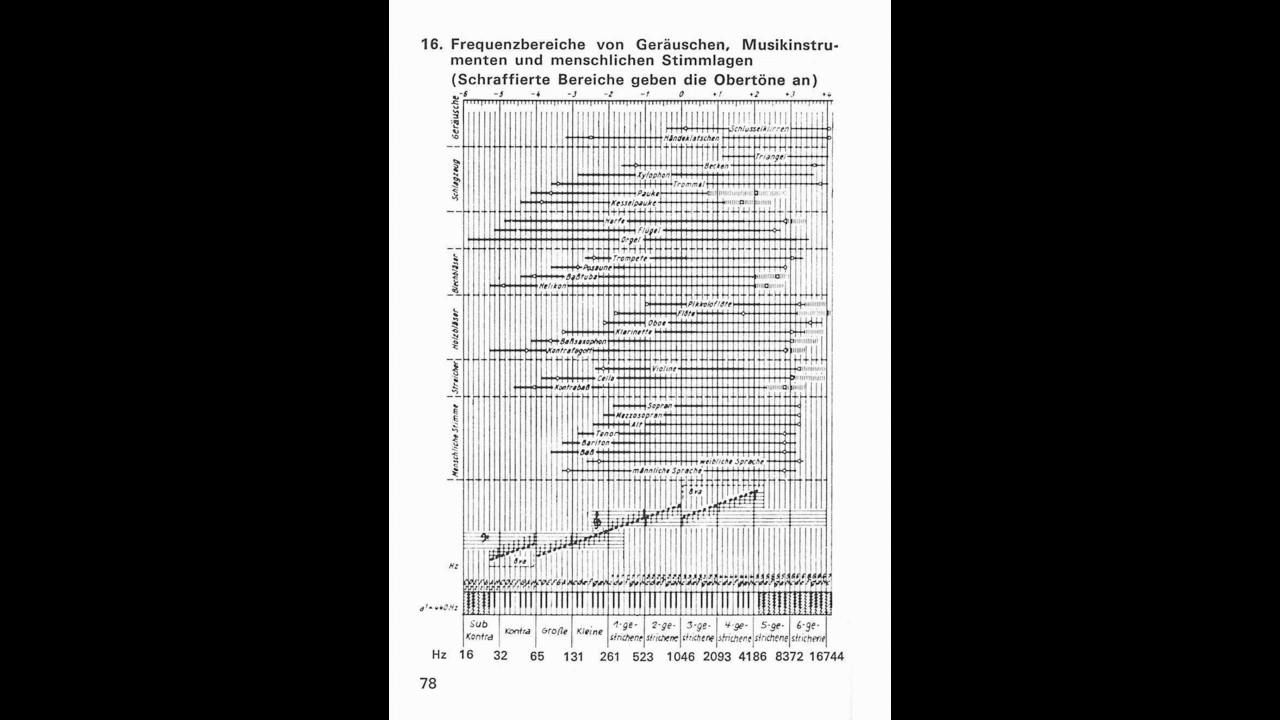 16. Frequenzbereiche von Geräuschen, Musikinstru-
menten und menschlichen Stimmlagen
(Schraffierte Bereiche geben die Obertöne an)
-6 -5 -4 -3 -2 -1 0 +1 +2 +3 +4
Geräusche
Schlüsselklirren
Händeklatschen
Schlagzeug
Triangel
Becken
Xylophon
Trommel
Pauke
Kesselpauke
Harfe
Flügel
Orgel
Blechbläser
Trompete
Posaune
Baßtuba
Helikon
Holzbläser
Pikkoloflöte
Flöte
Oboe
Klarinette
Baßsaxophon
Kontrafagott
Streicher
Violine
Cello
Kontrabaß
Menschliche Stimme
Sopran
Mezzosopran
Alt
Tenor
Bariton
Baß
weibliche Sprache
männliche Sprache
8va
8va
Hz
a¹=440Hz
Sub Kontra
Kontra
Große
Kleine
1-ge-strichene
2-ge-strichene
3-ge-strichene
4-ge-strichene
5-ge-strichene
6-ge-strichene
Hz 16 32 65 131 261 523 1046 2093 4186 8372 16744
78